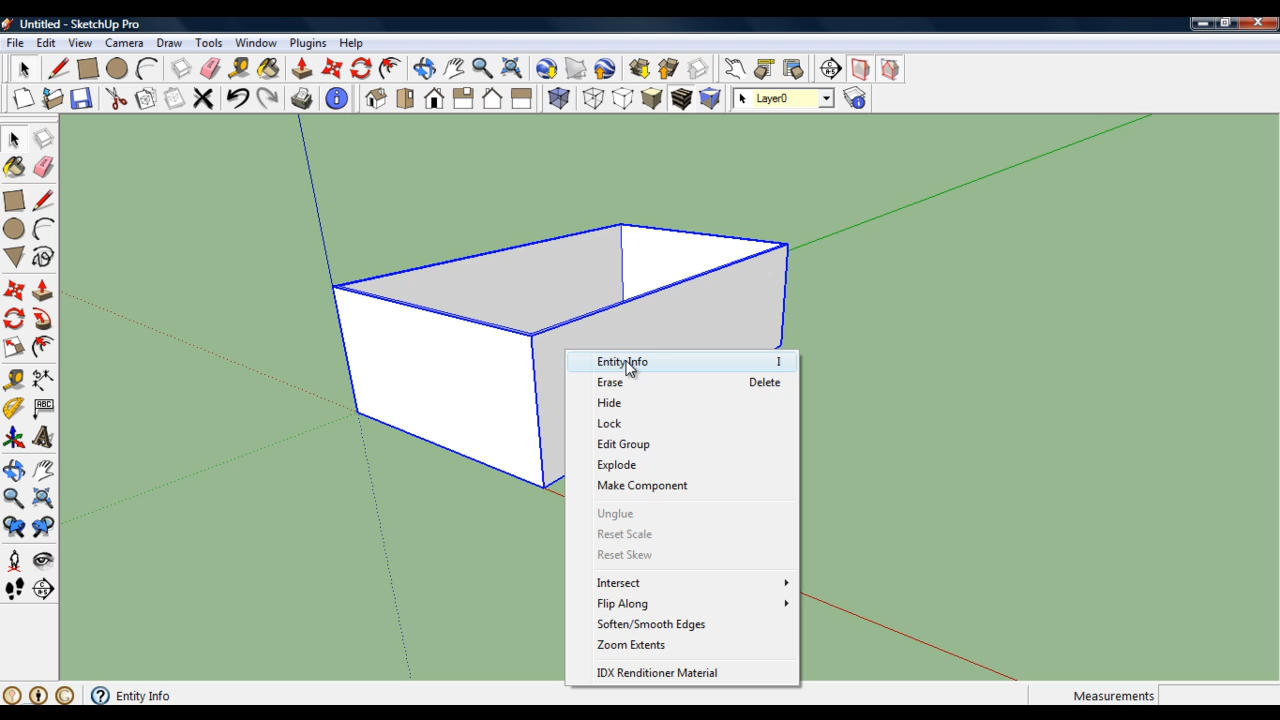 Untitled - SketchUp Pro
File Edit View Camera Draw Tools Window Plugins Help
Layer0
ABC
Entity Info I
Erase Delete
Hide
Lock
Edit Group
Explode
Make Component
Unglue
Reset Scale
Reset Skew
Intersect
Flip Along
Soften/Smooth Edges
Zoom Extents
IDX Renditioner Material
Entity Info
Measurements